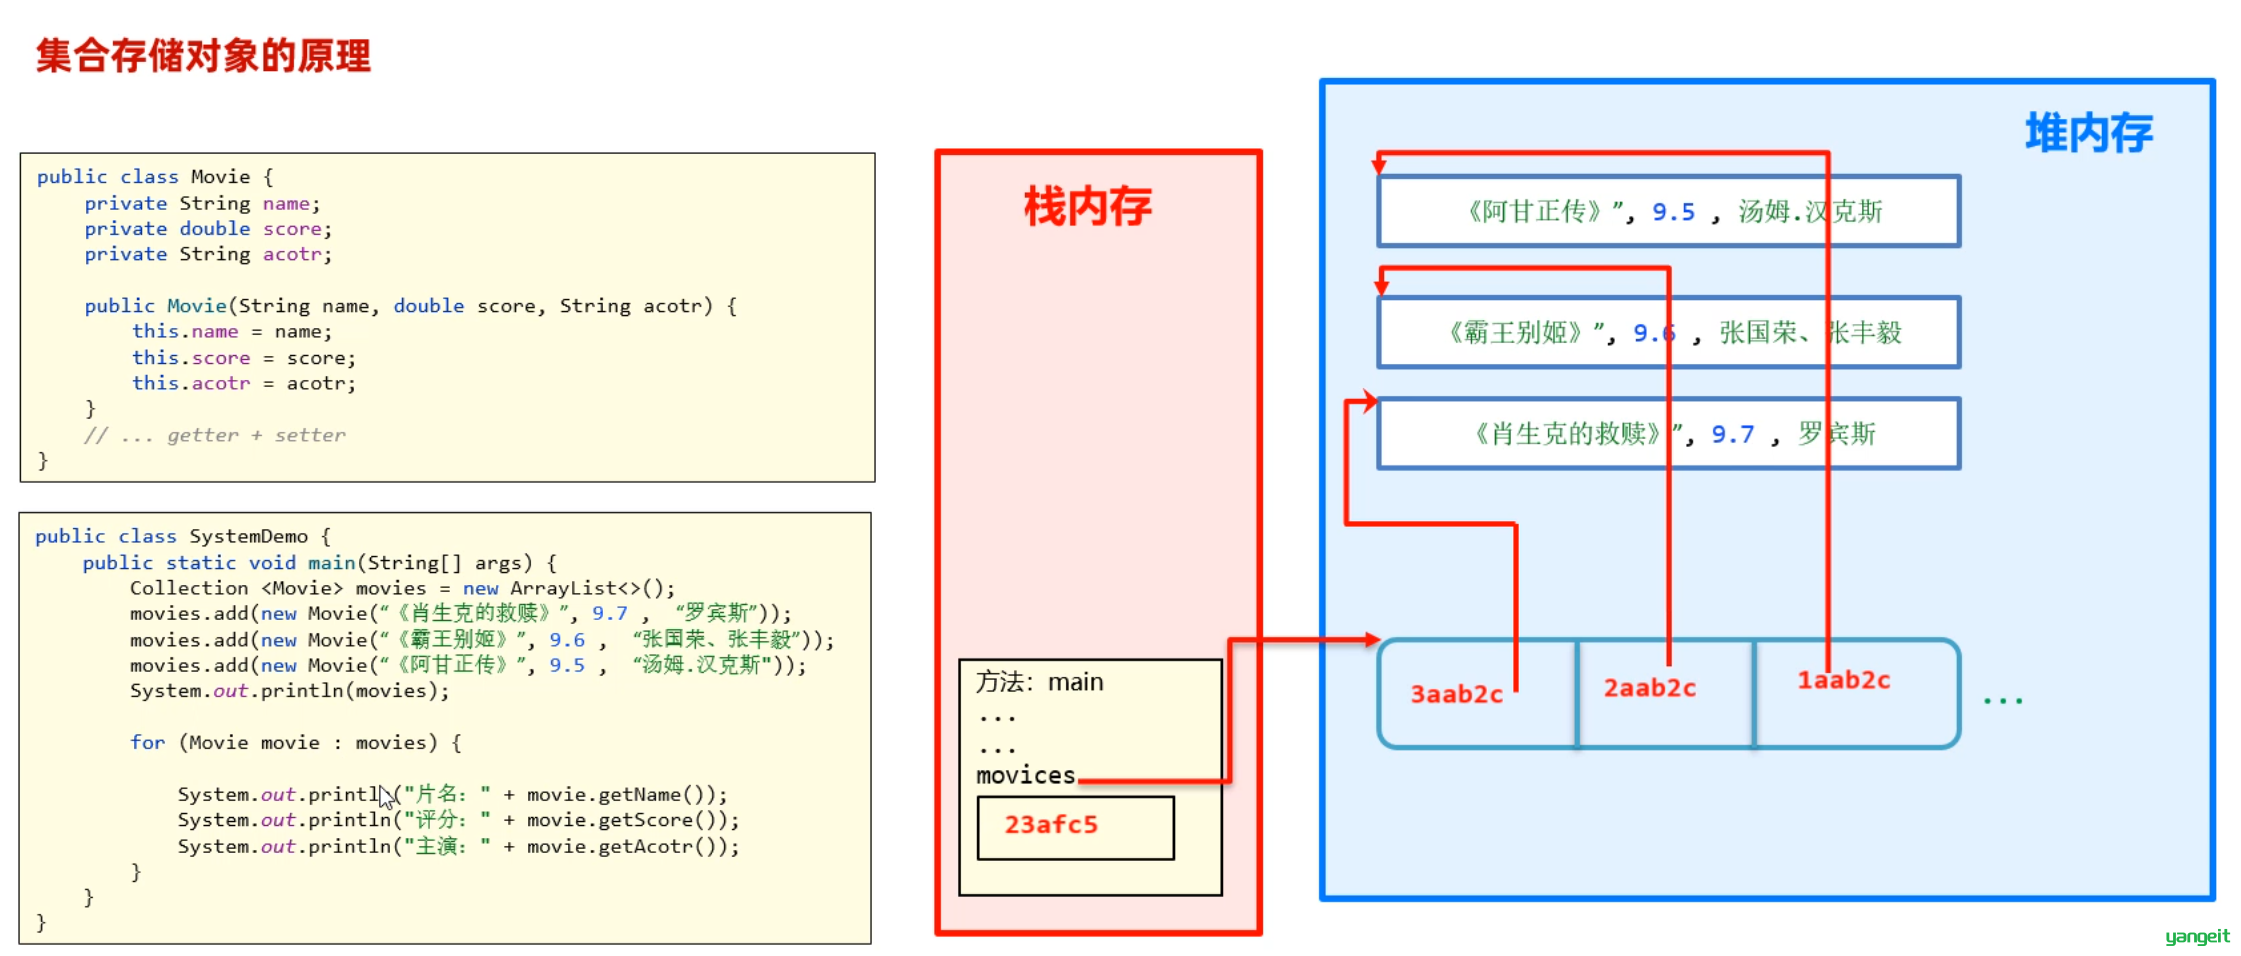 集合存储对象的原理
public class Movie {
    private String name;
    private double score;
    private String acotr;
    public Movie(String name, double score, String acotr) {
        this.name = name;
        this.score = score;
        this.acotr = acotr;
    }
    // ... getter + setter
}
public class SystemDemo {
    public static void main(String[] args) {
        Collection <Movie> movies = new ArrayList<>();
        movies.add(new Movie(“《肖生克的救赎》”, 9.7 ,  “罗宾斯”));
        movies.add(new Movie(“《霸王别姬》”, 9.6 ,  “张国荣、张丰毅”));
        movies.add(new Movie(“《阿甘正传》”, 9.5 ,  “汤姆.汉克斯"));
        System.out.println(movies);
        for (Movie movie : movies) {
            System.out.println("片名：" + movie.getName());
            System.out.println("评分：" + movie.getScore());
            System.out.println("主演：" + movie.getAcotr());
        }
    }
}
栈内存
方法：main
...
...
movices
23afc5
堆内存
《阿甘正传》”, 9.5 , 汤姆.汉克斯
《霸王别姬》”, 9.6 , 张国荣、张丰毅
《肖生克的救赎》”, 9.7 , 罗宾斯
3aab2c
2aab2c
1aab2c
...
yangeit